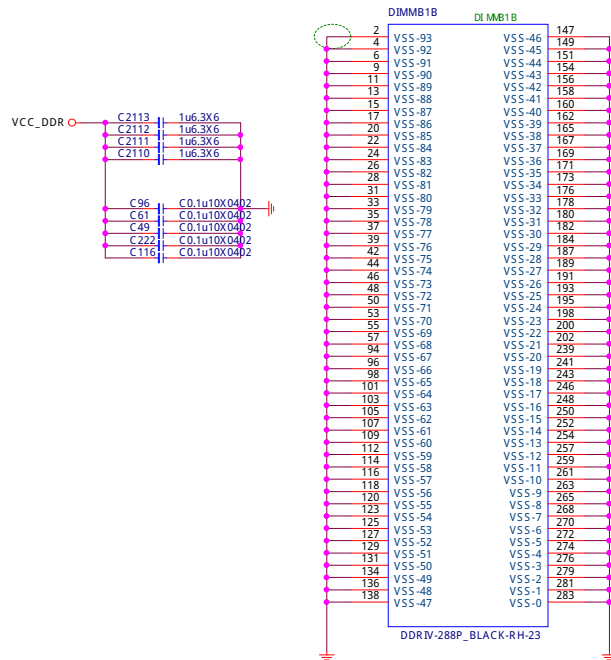 VCC_DDR
C2113 1u6.3X6
C2112 1u6.3X6
C2111 1u6.3X6
C2110 1u6.3X6
C96 C0.1u10X0402
C61 C0.1u10X0402
C49 C0.1u10X0402
C222 C0.1u10X0402
C116 C0.1u10X0402
DIMMB1B DIMMB1B
2 VSS-93 VSS-46 147
4 VSS-92 VSS-45 149
6 VSS-91 VSS-44 151
9 VSS-90 VSS-43 154
11 VSS-89 VSS-42 156
13 VSS-88 VSS-41 158
15 VSS-87 VSS-40 160
17 VSS-86 VSS-39 162
20 VSS-85 VSS-38 165
22 VSS-84 VSS-37 167
24 VSS-83 VSS-36 169
26 VSS-82 VSS-35 171
28 VSS-81 VSS-34 173
31 VSS-80 VSS-33 176
33 VSS-79 VSS-32 178
35 VSS-78 VSS-31 180
37 VSS-77 VSS-30 182
39 VSS-76 VSS-29 184
42 VSS-75 VSS-28 187
44 VSS-74 VSS-27 189
46 VSS-73 VSS-26 191
48 VSS-72 VSS-25 193
50 VSS-71 VSS-24 195
53 VSS-70 VSS-23 198
55 VSS-69 VSS-22 200
57 VSS-68 VSS-21 202
94 VSS-67 VSS-20 239
96 VSS-66 VSS-19 241
98 VSS-65 VSS-18 243
101 VSS-64 VSS-17 246
103 VSS-63 VSS-16 248
105 VSS-62 VSS-15 250
107 VSS-61 VSS-14 252
109 VSS-60 VSS-13 254
112 VSS-59 VSS-12 257
114 VSS-58 VSS-11 259
116 VSS-57 VSS-10 261
118 VSS-56 VSS-9 263
120 VSS-55 VSS-8 265
123 VSS-54 VSS-7 268
125 VSS-53 VSS-6 270
127 VSS-52 VSS-5 272
129 VSS-51 VSS-4 274
131 VSS-50 VSS-3 276
134 VSS-49 VSS-2 279
136 VSS-48 VSS-1 281
138 VSS-47 VSS-0 283
DDRIV-288P_BLACK-RH-23